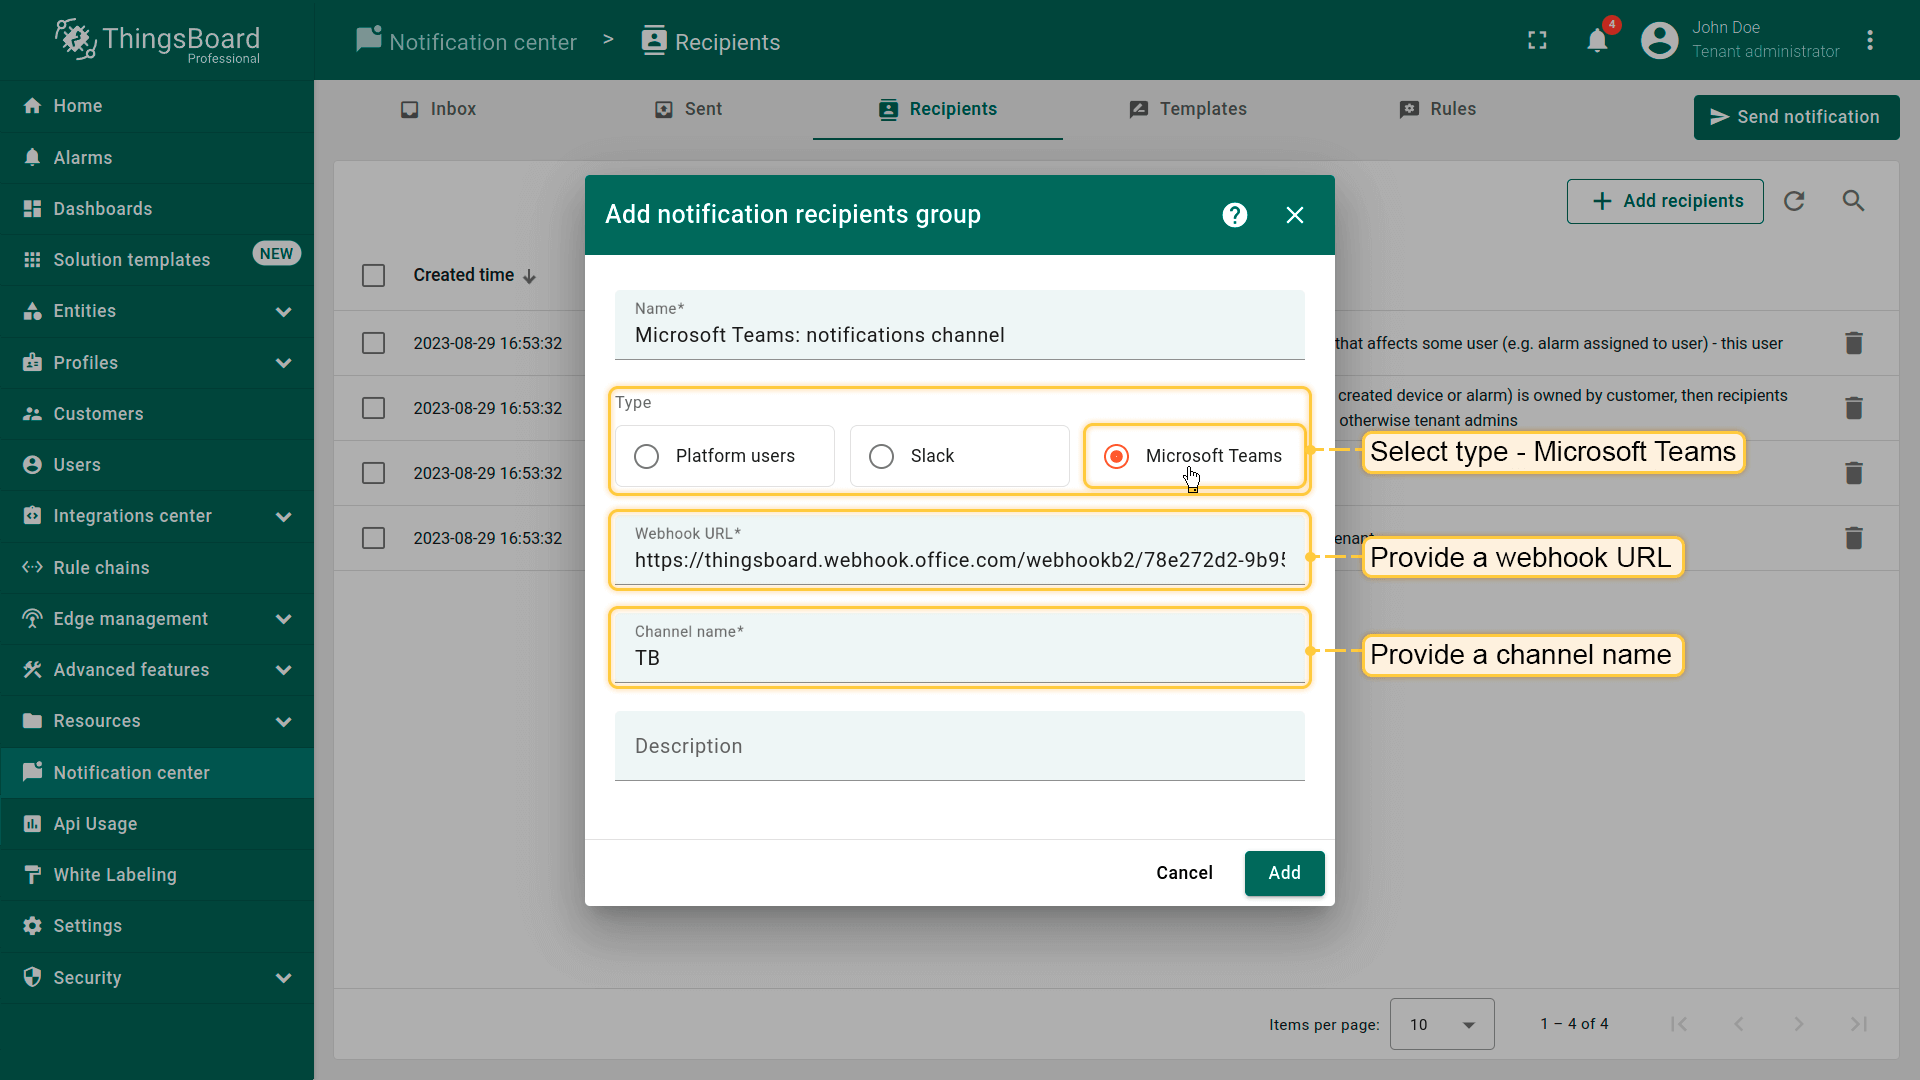 ThingsBoard
Professional
Notification center > Recipients
4
John Doe
Tenant administrator
Home
Alarms
Dashboards
Solution templates NEW
Entities
Profiles
Customers
Users
Integrations center
Rule chains
Edge management
Advanced features
Resources
Notification center
Api Usage
White Labeling
Settings
Security
Inbox
Sent
Recipients
Templates
Rules
Send notification
Add recipients
Created time
2023-08-29 16:53:32
that affects some user (e.g. alarm assigned to user) - this user
2023-08-29 16:53:32
created device or alarm) is owned by customer, then recipients
otherwise tenant admins
2023-08-29 16:53:32
2023-08-29 16:53:32
Add notification recipients group
Name*
Microsoft Teams: notifications channel
Type
Platform users
Slack
Microsoft Teams
Select type - Microsoft Teams
Webhook URL*
https://thingsboard.webhook.office.com/webhookb2/78e272d2-9b95
Provide a webhook URL
Channel name*
TB
Provide a channel name
Description
Cancel
Add
Items per page: 10
1 – 4 of 4